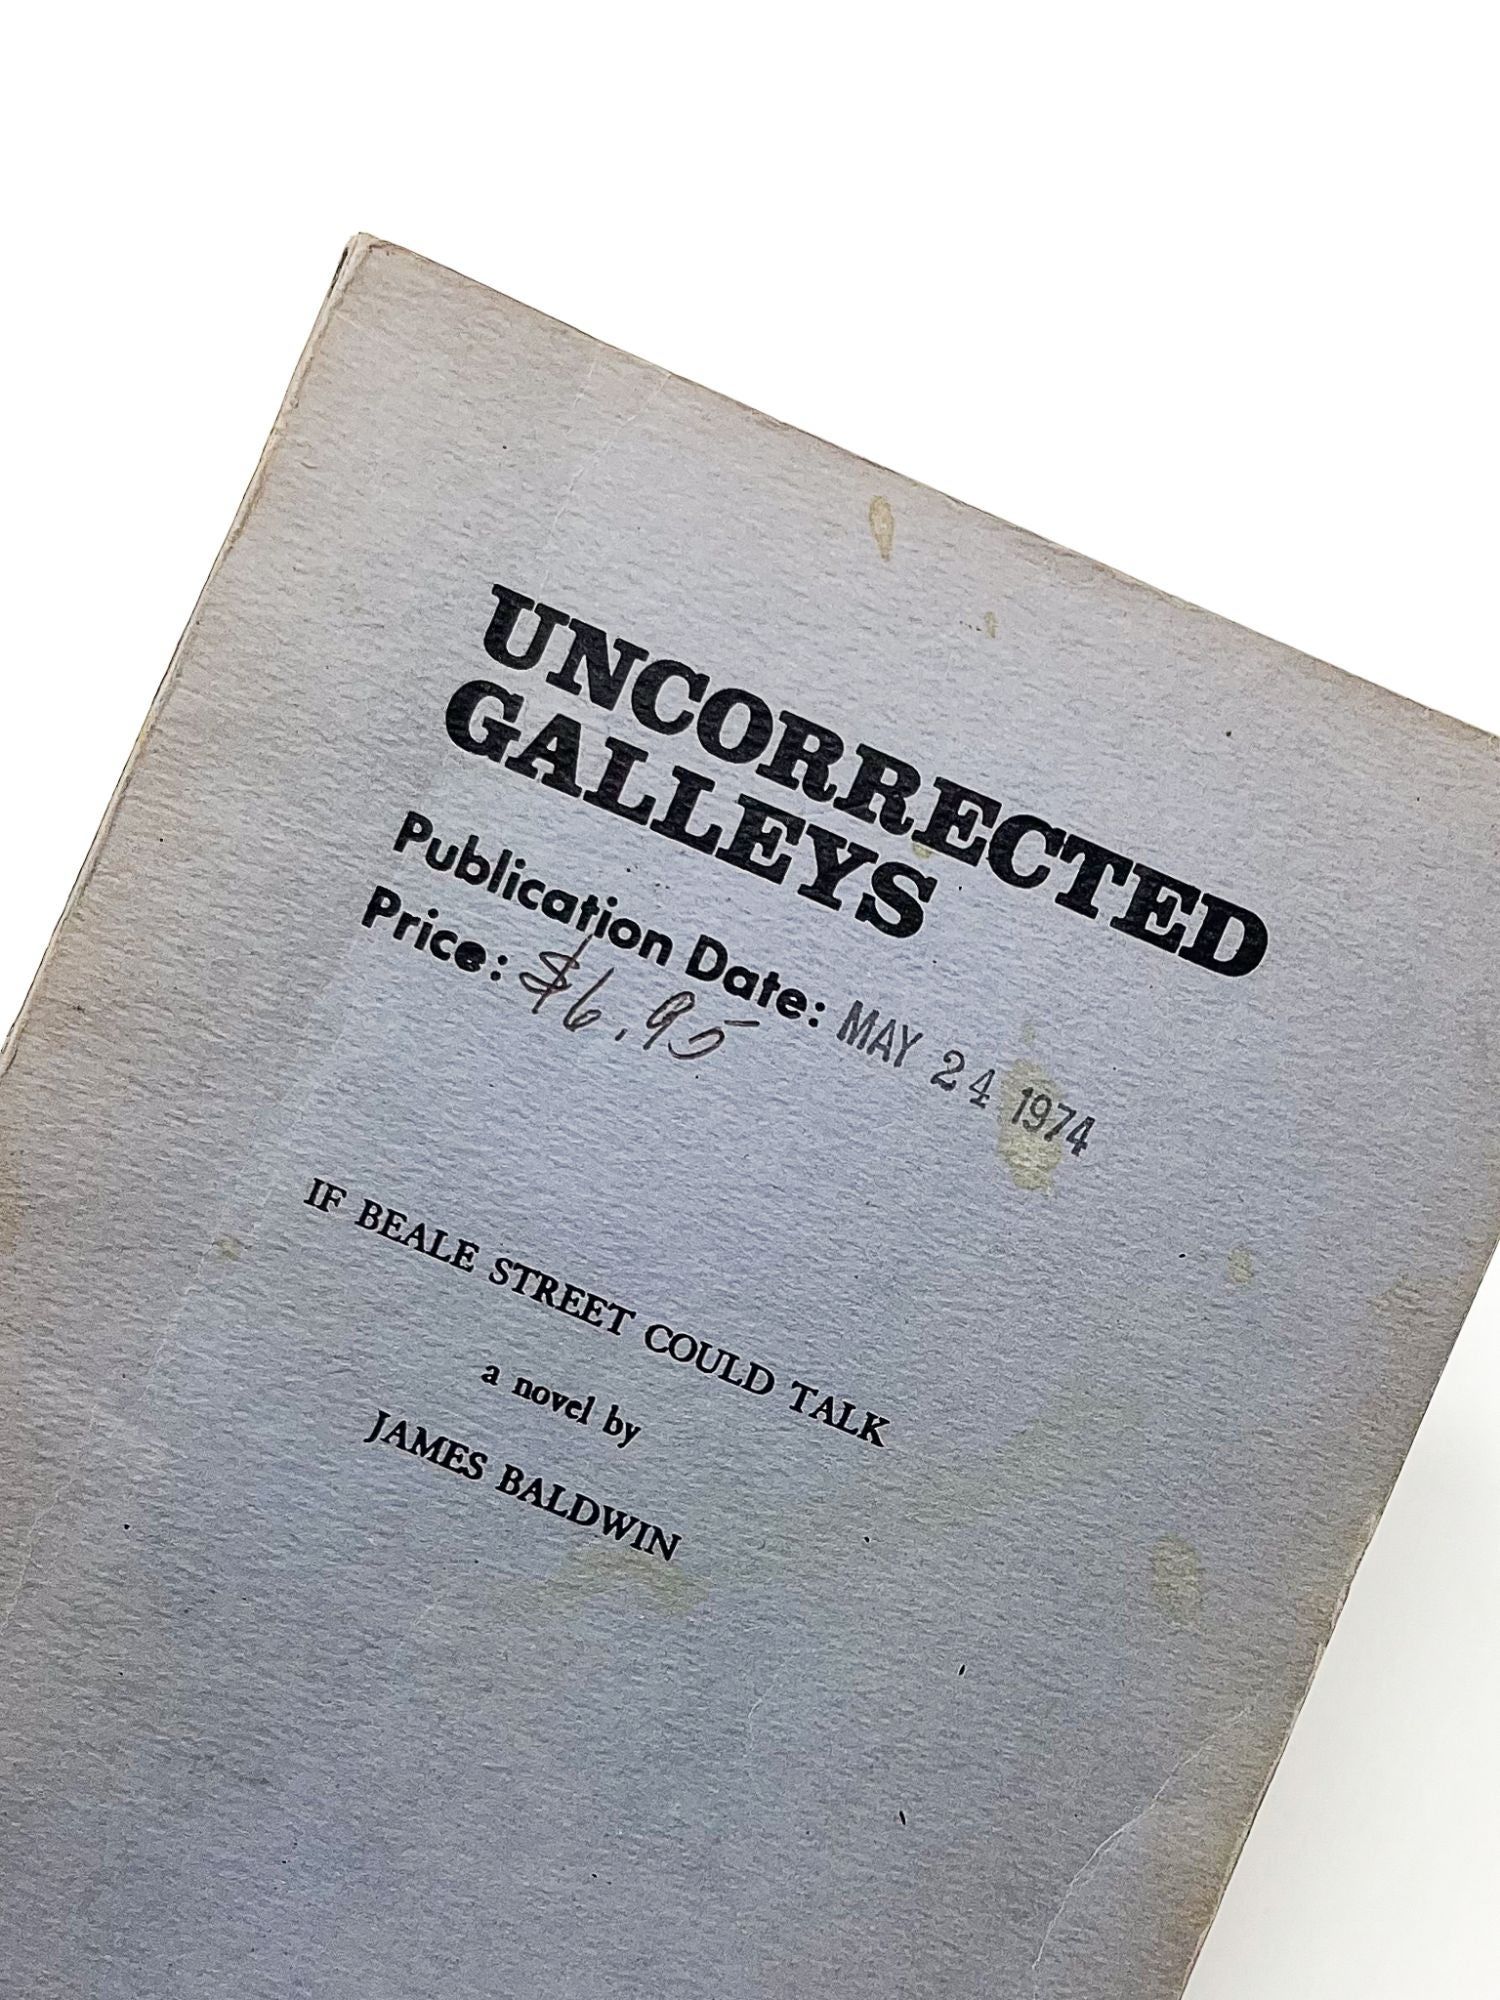 UNCORRECTED
GALLEYS
Publication Date: MAY 24 1974
Price: $6.95
IF BEALE STREET COULD TALK
a novel by
JAMES BALDWIN